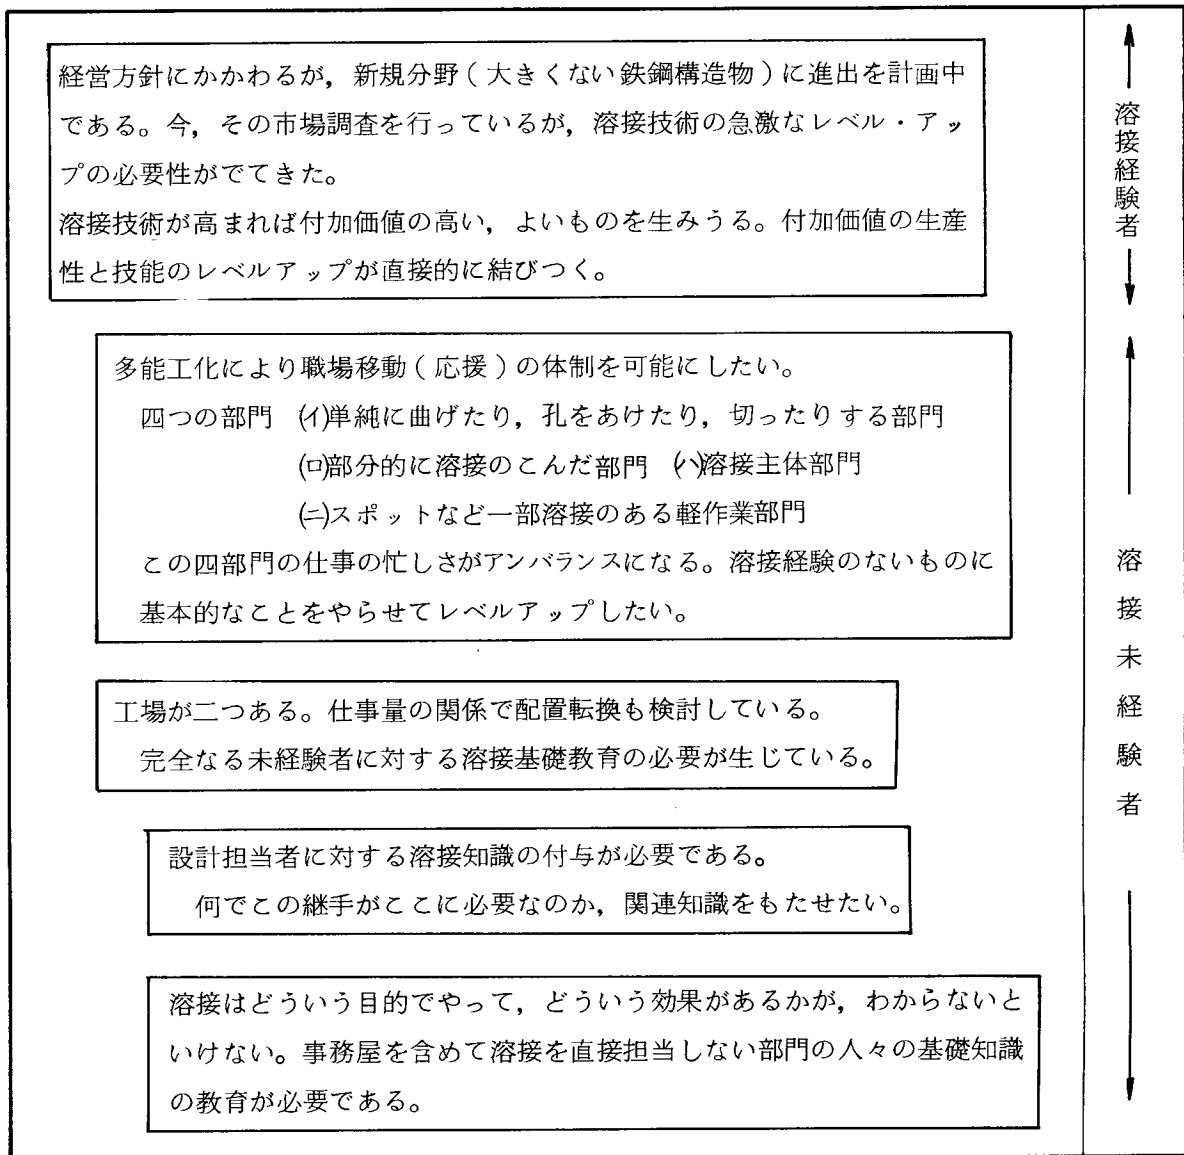 経営方針にかかわるが，新規分野（大きくない鉄鋼構造物）に進出を計画中
である。今，その市場調査を行っているが，溶接技術の急激なレベル・アッ
プの必要性がでてきた。
溶接技術が高まれば付加価値の高い，よいものを生みうる。付加価値の生産
性と技能のレベルアップが直接的に結びつく。
多能工化により職場移動（応援）の体制を可能にしたい。
四つの部門　(イ)単純に曲げたり，孔をあけたり，切ったりする部門
(ロ)部分的に溶接のこんだ部門　(ハ)溶接主体部門
(ニ)スポットなど一部溶接のある軽作業部門
この四部門の仕事の忙しさがアンバランスになる。溶接経験のないものに
基本的なことをやらせてレベルアップしたい。
工場が二つある。仕事量の関係で配置転換も検討している。
完全なる未経験者に対する溶接基礎教育の必要が生じている。
設計担当者に対する溶接知識の付与が必要である。
何でこの継手がここに必要なのか，関連知識をもたせたい。
溶接はどういう目的でやって，どういう効果があるかが，わからないと
いけない。事務屋を含めて溶接を直接担当しない部門の人々の基礎知識
の教育が必要である。
溶接経験者
溶接未経験者